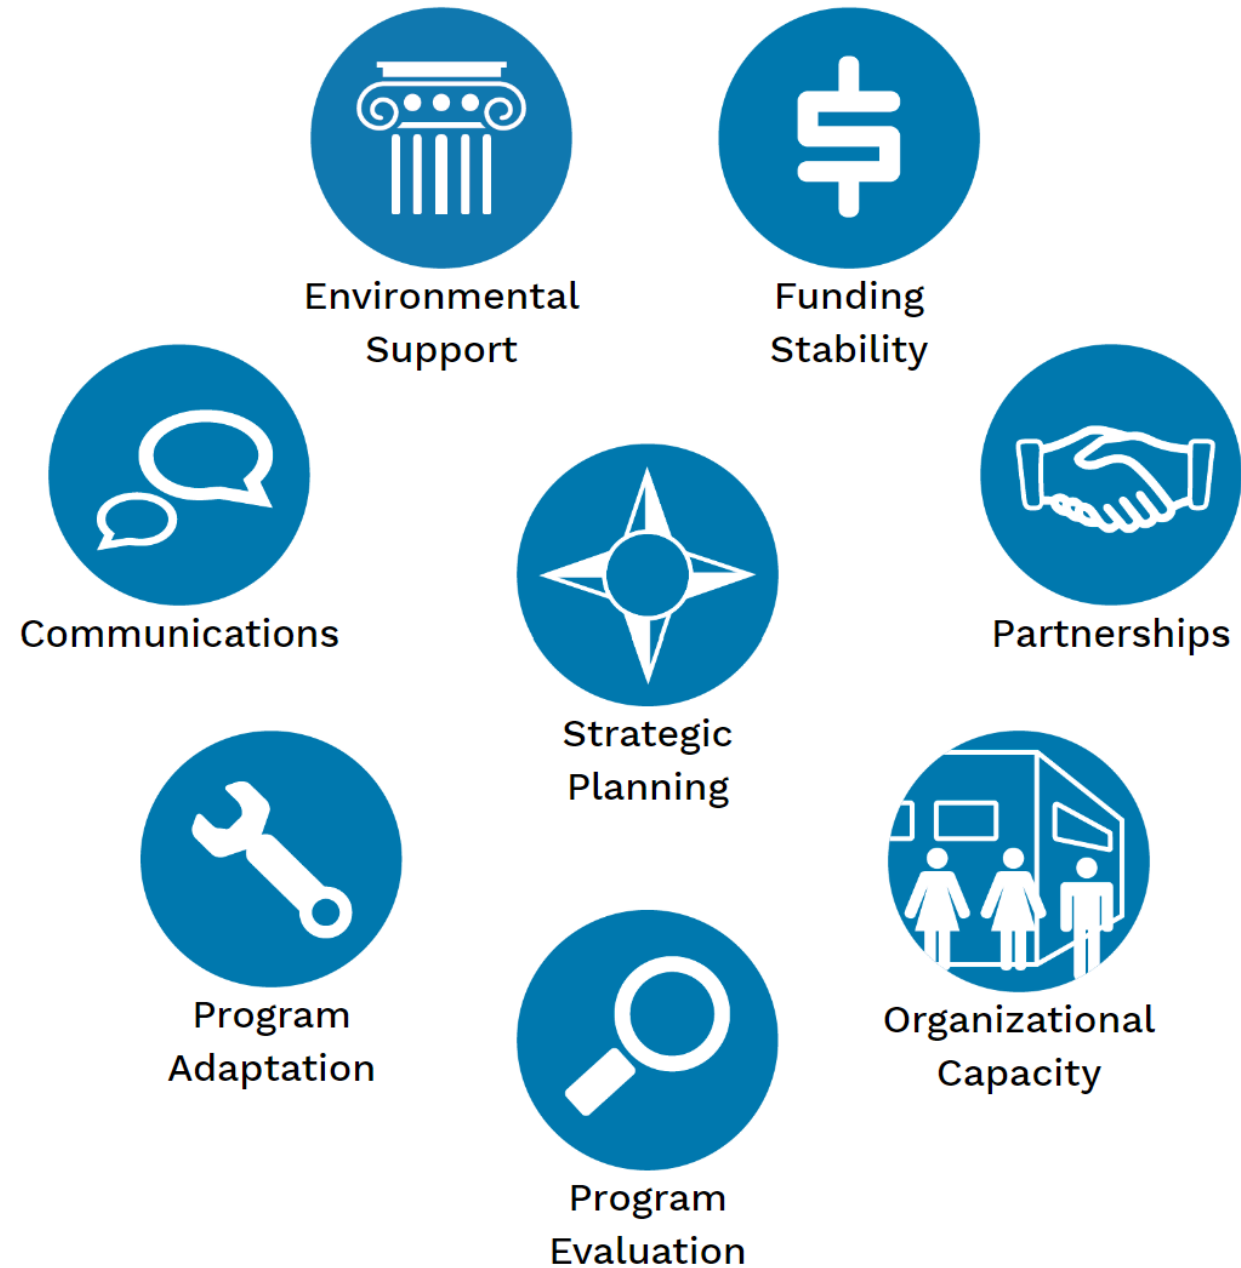 Environmental
Support
Funding
Stability
Communications
Partnerships
Strategic
Planning
Program
Adaptation
Organizational
Capacity
Program
Evaluation